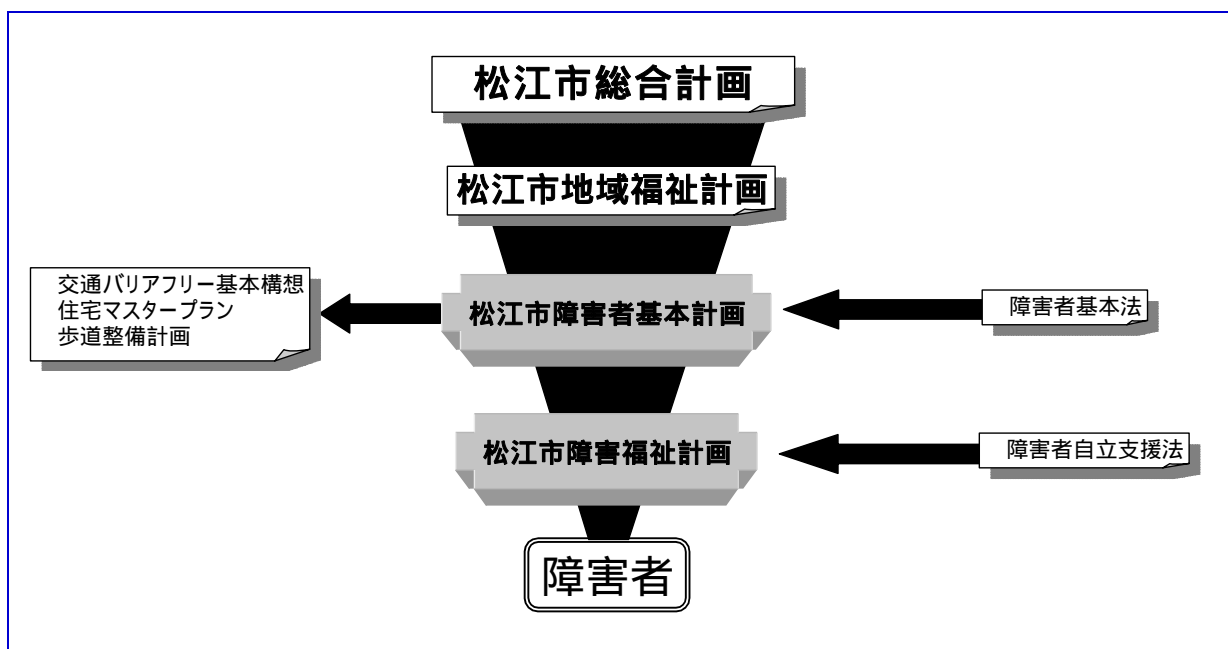 松江市総合計画
松江市地域福祉計画
交通バリアフリー基本構想
住宅マスタープラン
歩道整備計画
松江市障害者基本計画
障害者基本法
松江市障害福祉計画
障害者自立支援法
障害者